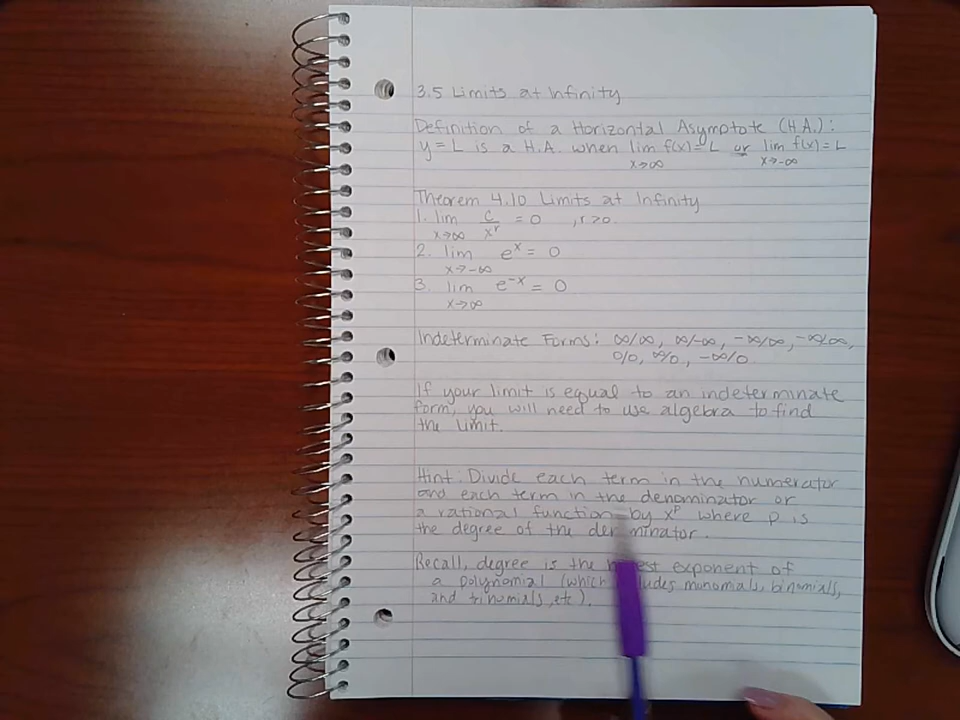 3.5 Limits at Infinity
Definition of a Horizontal Asymptote (H.A.):
y = L is a H.A. when lim f(x) = L or lim f(x) = L
x→∞ x→-∞
Theorem 4.10 Limits at Infinity
1. lim c/x^r = 0 , r > 0.
x→∞
2. lim e^x = 0
x→-∞
3. lim e^-x = 0
x→∞
Indeterminate Forms: ∞/∞, ∞/-∞, -∞/∞, -∞/∞,
0/0, ∞/0, -∞/0
If your limit is equal to an indeterminate
form, you will need to use algebra to find
the limit.
Hint: Divide each term in the numerator
and each term in the denominator or
a rational function by x^p where p is
the degree of the denominator.
Recall, degree is the exponent of
a polynomial (which minomials, binomials,
and trinomials, etc).